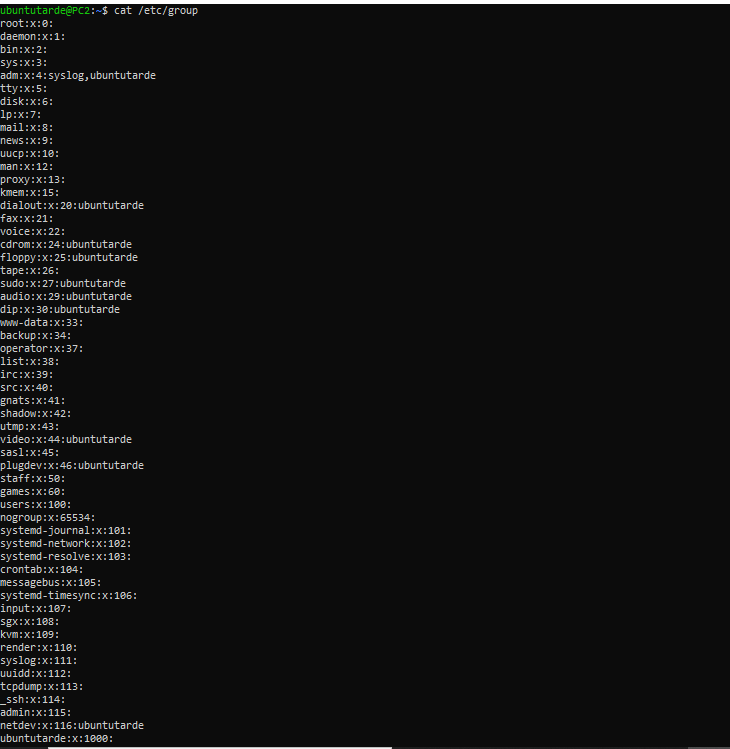 ubuntutarde@PC2:~$ cat /etc/group
root:x:0:
daemon:x:1:
bin:x:2:
sys:x:3:
adm:x:4:syslog,ubuntutarde
tty:x:5:
disk:x:6:
lp:x:7:
mail:x:8:
news:x:9:
uucp:x:10:
man:x:12:
proxy:x:13:
kmem:x:15:
dialout:x:20:ubuntutarde
fax:x:21:
voice:x:22:
cdrom:x:24:ubuntutarde
floppy:x:25:ubuntutarde
tape:x:26:
sudo:x:27:ubuntutarde
audio:x:29:ubuntutarde
dip:x:30:ubuntutarde
www-data:x:33:
backup:x:34:
operator:x:37:
list:x:38:
irc:x:39:
src:x:40:
gnats:x:41:
shadow:x:42:
utmp:x:43:
video:x:44:ubuntutarde
sasl:x:45:
plugdev:x:46:ubuntutarde
staff:x:50:
games:x:60:
users:x:100:
nogroup:x:65534:
systemd-journal:x:101:
systemd-network:x:102:
systemd-resolve:x:103:
crontab:x:104:
messagebus:x:105:
systemd-timesync:x:106:
input:x:107:
sgx:x:108:
kvm:x:109:
render:x:110:
syslog:x:111:
uuidd:x:112:
tcpdump:x:113:
_ssh:x:114:
admin:x:115:
netdev:x:116:ubuntutarde
ubuntutarde:x:1000: